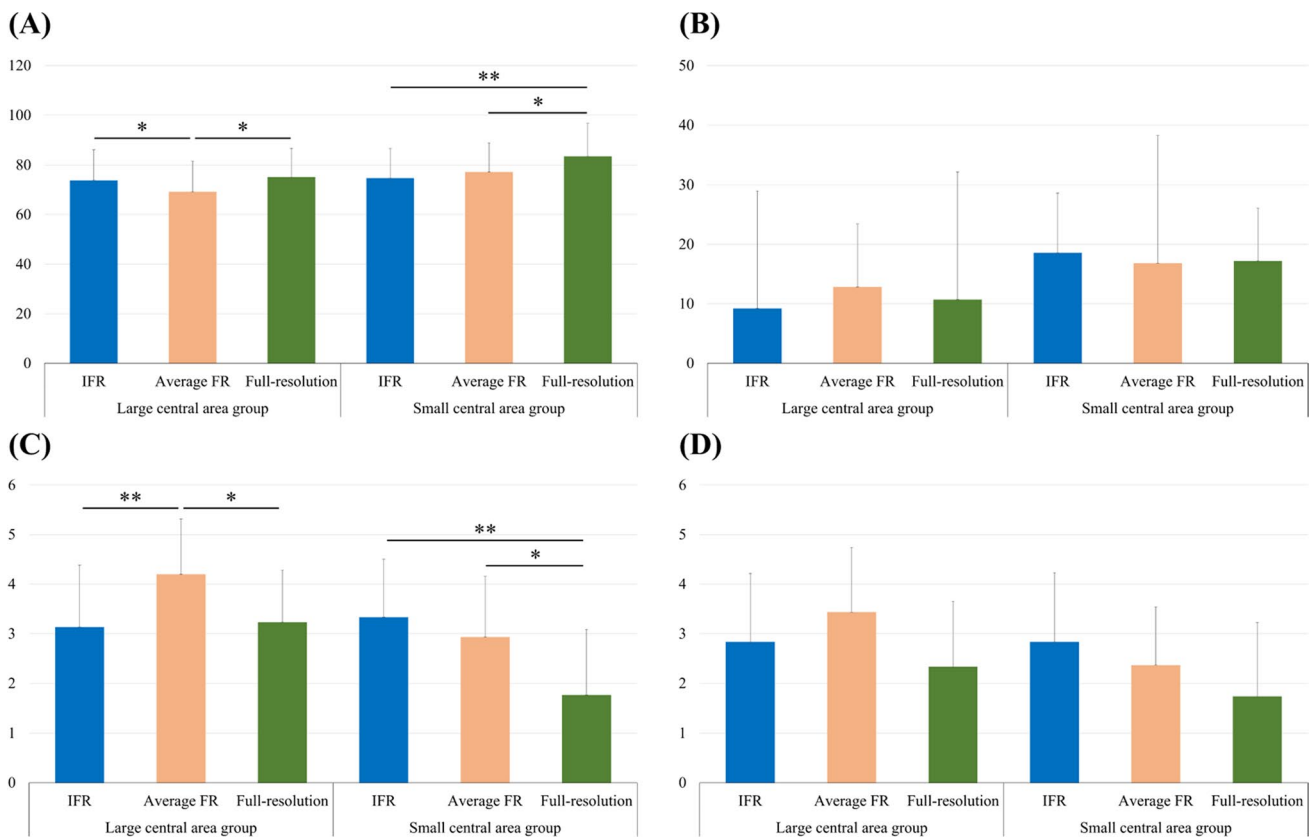 (A)
120
100
80
60
40
20
0
* * ** *
IFR Average FR Full-resolution IFR Average FR Full-resolution
Large central area group Small central area group
(B)
50
40
30
20
10
0
IFR Average FR Full-resolution IFR Average FR Full-resolution
Large central area group Small central area group
(C)
6
5
4
3
2
1
0
** * ** *
IFR Average FR Full-resolution IFR Average FR Full-resolution
Large central area group Small central area group
(D)
6
5
4
3
2
1
0
IFR Average FR Full-resolution IFR Average FR Full-resolution
Large central area group Small central area group